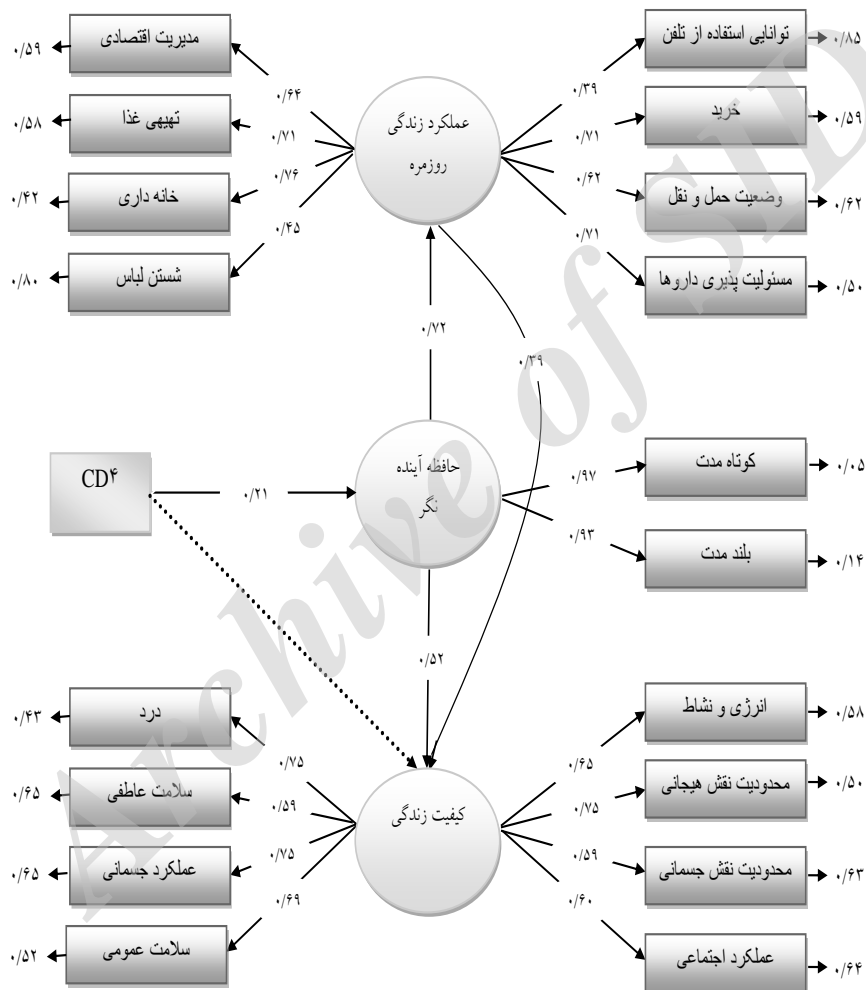 توانایی استفاده از تلفن
۰/۸۵
۰/۳۹
خرید
۰/۵۹
۰/۷۱
وضعیت حمل و نقل
۰/۶۲
۰/۶۲
مسئولیت پذیری داروها
۰/۵۰
۰/۷۱
عملکرد زندگی
روزمره
مدیریت اقتصادی
۰/۵۹
۰/۶۴
تهیهی غذا
۰/۵۸
۰/۷۱
خانه داری
۰/۴۲
۰/۷۶
شستن لباس
۰/۸۰
۰/۴۵
۰/۷۲
۰/۳۹
کوتاه مدت
۰/۰۵
۰/۹۷
بلند مدت
۰/۱۴
۰/۹۳
حافظه آینده
نگر
۰/۲۱
CD۴
۰/۵۲
انرژی و نشاط
۰/۵۸
۰/۶۵
محدودیت نقش هیجانی
۰/۵۰
۰/۷۵
محدودیت نقش جسمانی
۰/۶۳
۰/۵۹
عملکرد اجتماعی
۰/۶۴
۰/۶۰
کیفیت زندگی
درد
۰/۴۳
۰/۷۵
سلامت عاطفی
۰/۶۵
۰/۵۹
عملکرد جسمانی
۰/۶۵
۰/۷۵
سلامت عمومی
۰/۵۲
۰/۶۹
Archive of SID